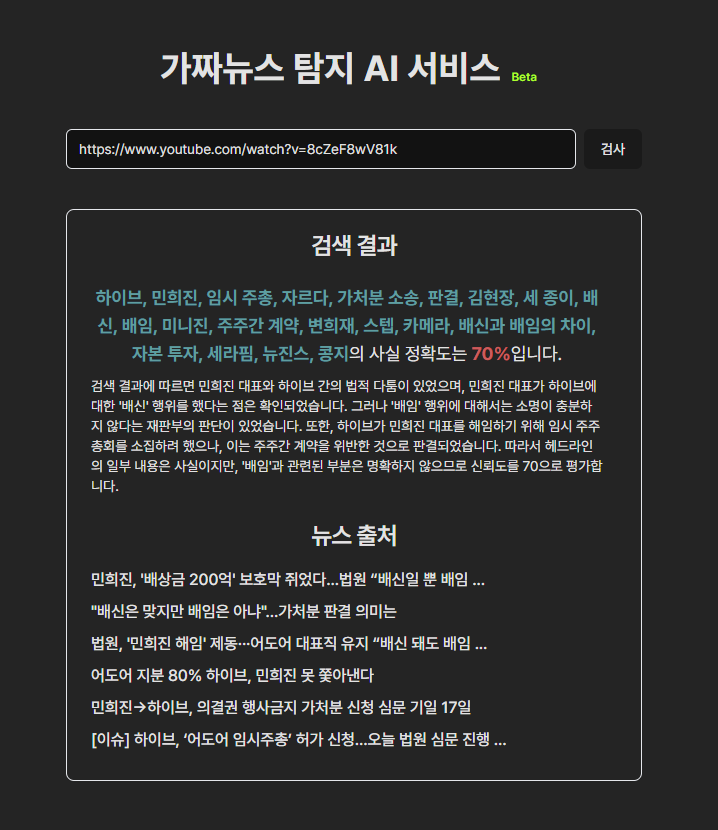 가짜뉴스 탐지 AI 서비스 Beta
https://www.youtube.com/watch?v=8cZeF8wV81k
검사
검색 결과
하이브, 민희진, 임시 주총, 자르다, 가처분 소송, 판결, 김현장, 세 종이, 배
신, 배임, 미니진, 주주간 계약, 변희재, 스텝, 카메라, 배신과 배임의 차이,
자본 투자, 세라핌, 뉴진스, 콩지의 사실 정확도는 70%입니다.
검색 결과에 따르면 민희진 대표와 하이브 간의 법적 다툼이 있었으며, 민희진 대표가 하이브에
대한 '배신' 행위를 했다는 점은 확인되었습니다. 그러나 '배임' 행위에 대해서는 소명이 충분하
지 않다는 재판부의 판단이 있었습니다. 또한, 하이브가 민희진 대표를 해임하기 위해 임시 주주
총회를 소집하려 했으나, 이는 주주간 계약을 위반한 것으로 판결되었습니다. 따라서 헤드라인
의 일부 내용은 사실이지만, '배임'과 관련된 부분은 명확하지 않으므로 신뢰도를 70으로 평가합
니다.
뉴스 출처
민희진, '배상금 200억' 보호막 쥐었다...법원 “배신일 뿐 배임 ...
"배신은 맞지만 배임은 아냐"...가처분 판결 의미는
법원, '민희진 해임' 제동…어도어 대표직 유지 “배신 돼도 배임 ...
어도어 지분 80% 하이브, 민희진 못 쫓아낸다
민희진→하이브, 의결권 행사금지 가처분 신청 심문 기일 17일
[이슈] 하이브, ‘어도어 임시주총’ 허가 신청...오늘 법원 심문 진행 ...